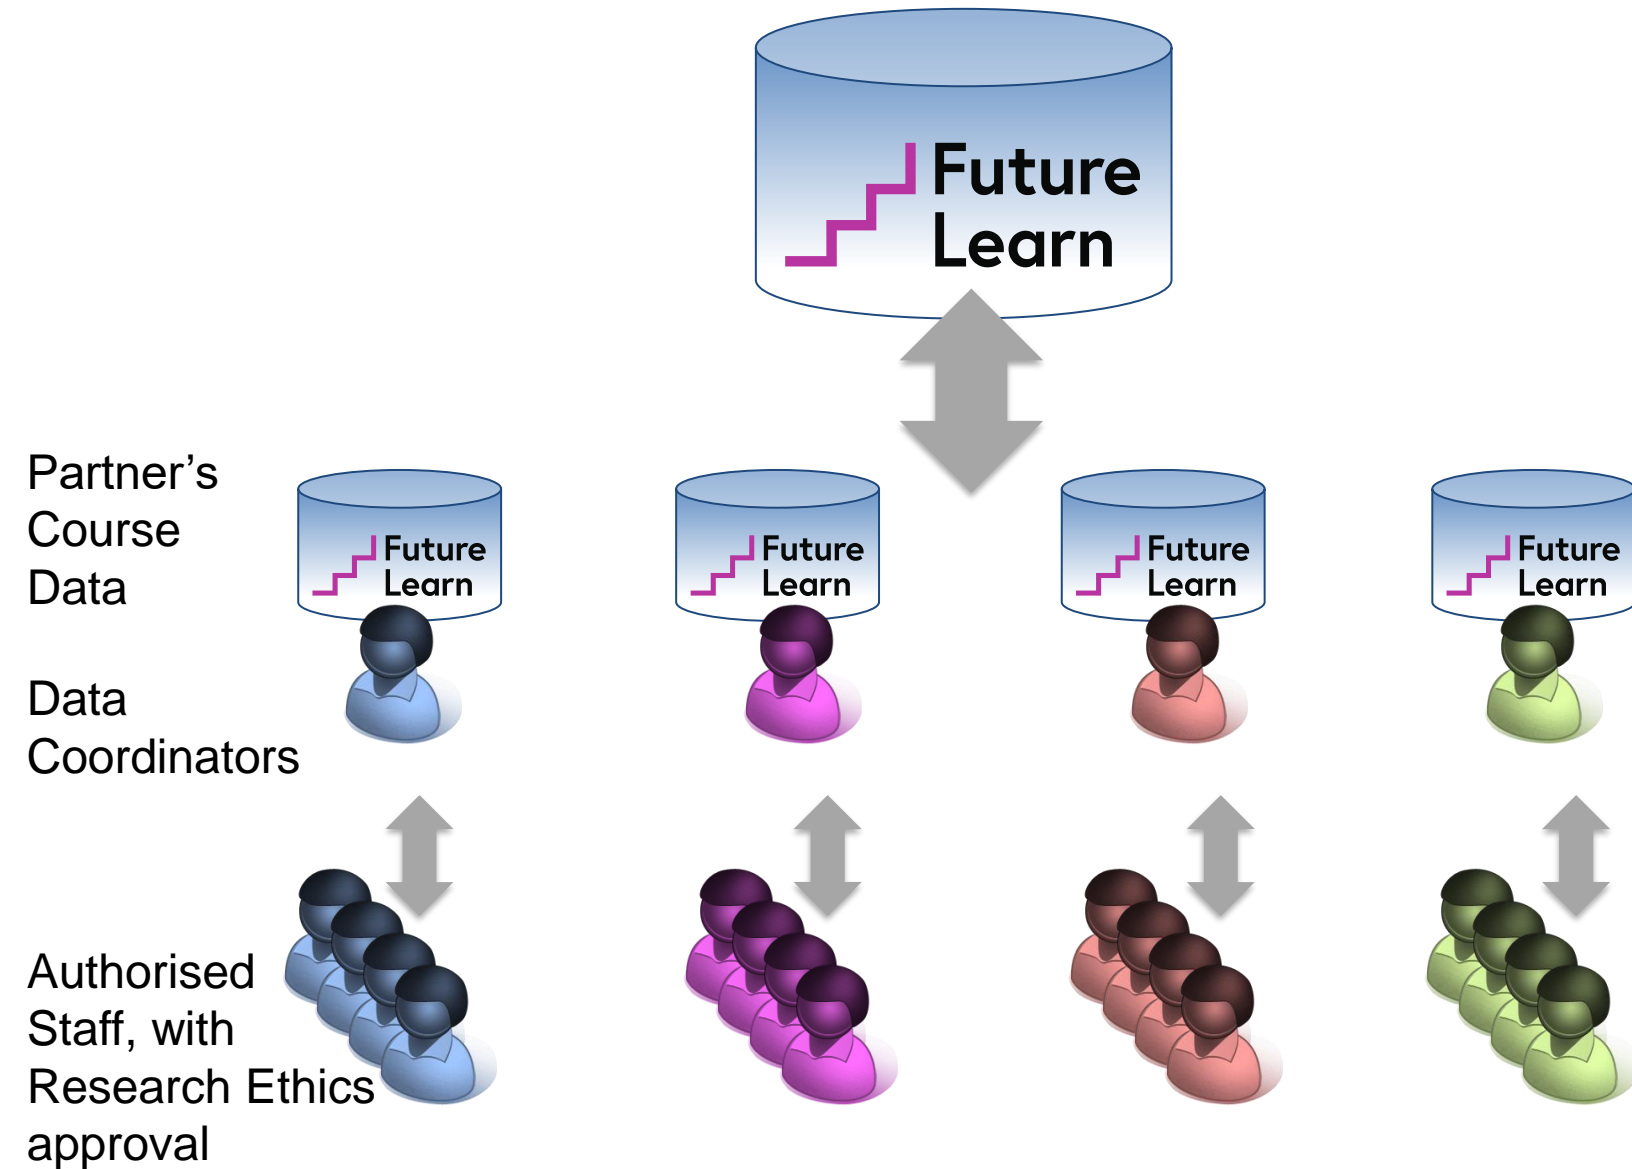 Future
Learn
Partner's
Course
Data
Future
Learn
Future
Learn
Future
Learn
Future
Learn
Data
Coordinators
Authorised
Staff, with
Research Ethics
approval